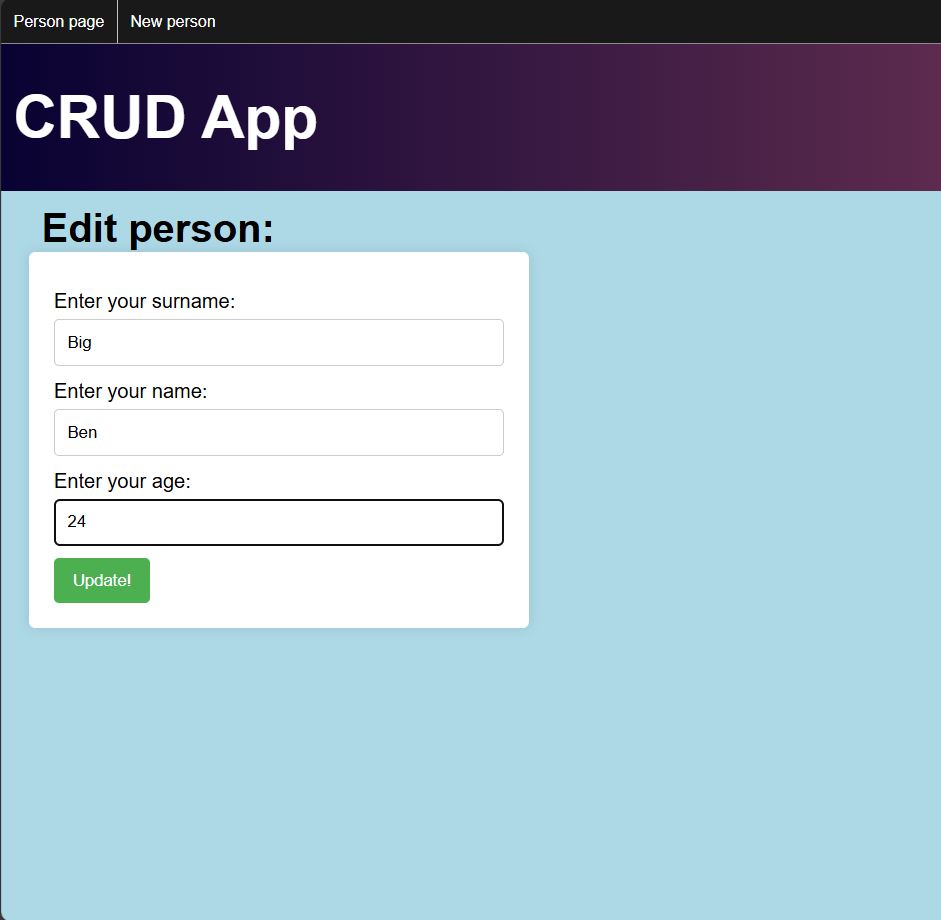 Person page New person
CRUD App
Edit person:
Enter your surname:
Big
Enter your name:
Ben
Enter your age:
24
Update!